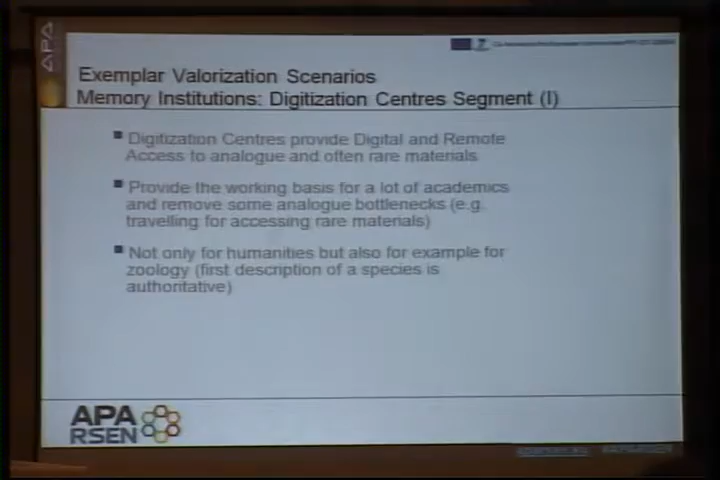 APA
Exemplar Valorization Scenarios
Memory Institutions: Digitization Centres Segment (I)
Digitization Centres provide Digital and Remote
Access to analogue and often rare materials
Provide the working basis for a lot of academics
and remove some analogue bottlenecks (e.g.
travelling for accessing rare materials)
Not only for humanities but also for example for
zoology (first description of a species is
authoritative)
APA
RSEN